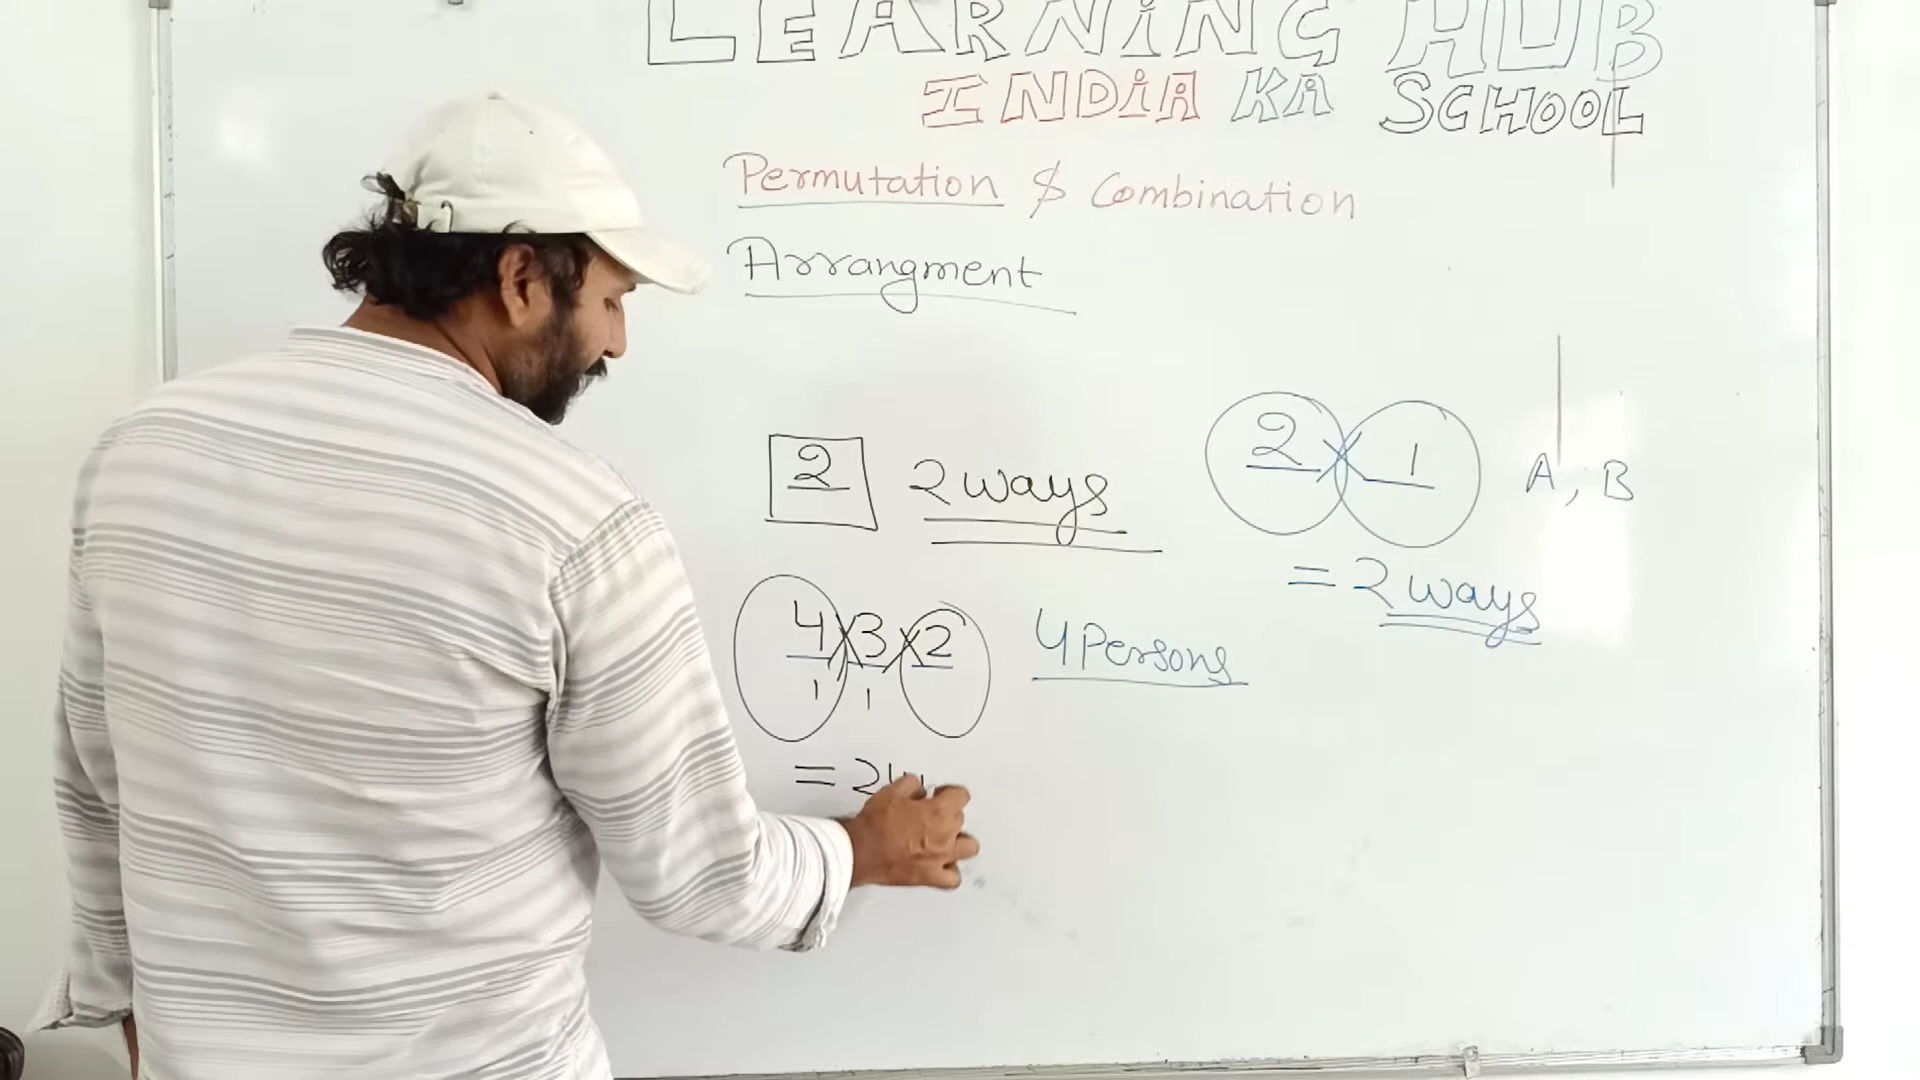 LEARNING HUB
INDIA KA SCHOOL
Permutation & Combination
Arrangment
2 2 ways
2 × 1 A, B
= 2 ways
4 × 3 × 2 4 Persons
1 1
= 24